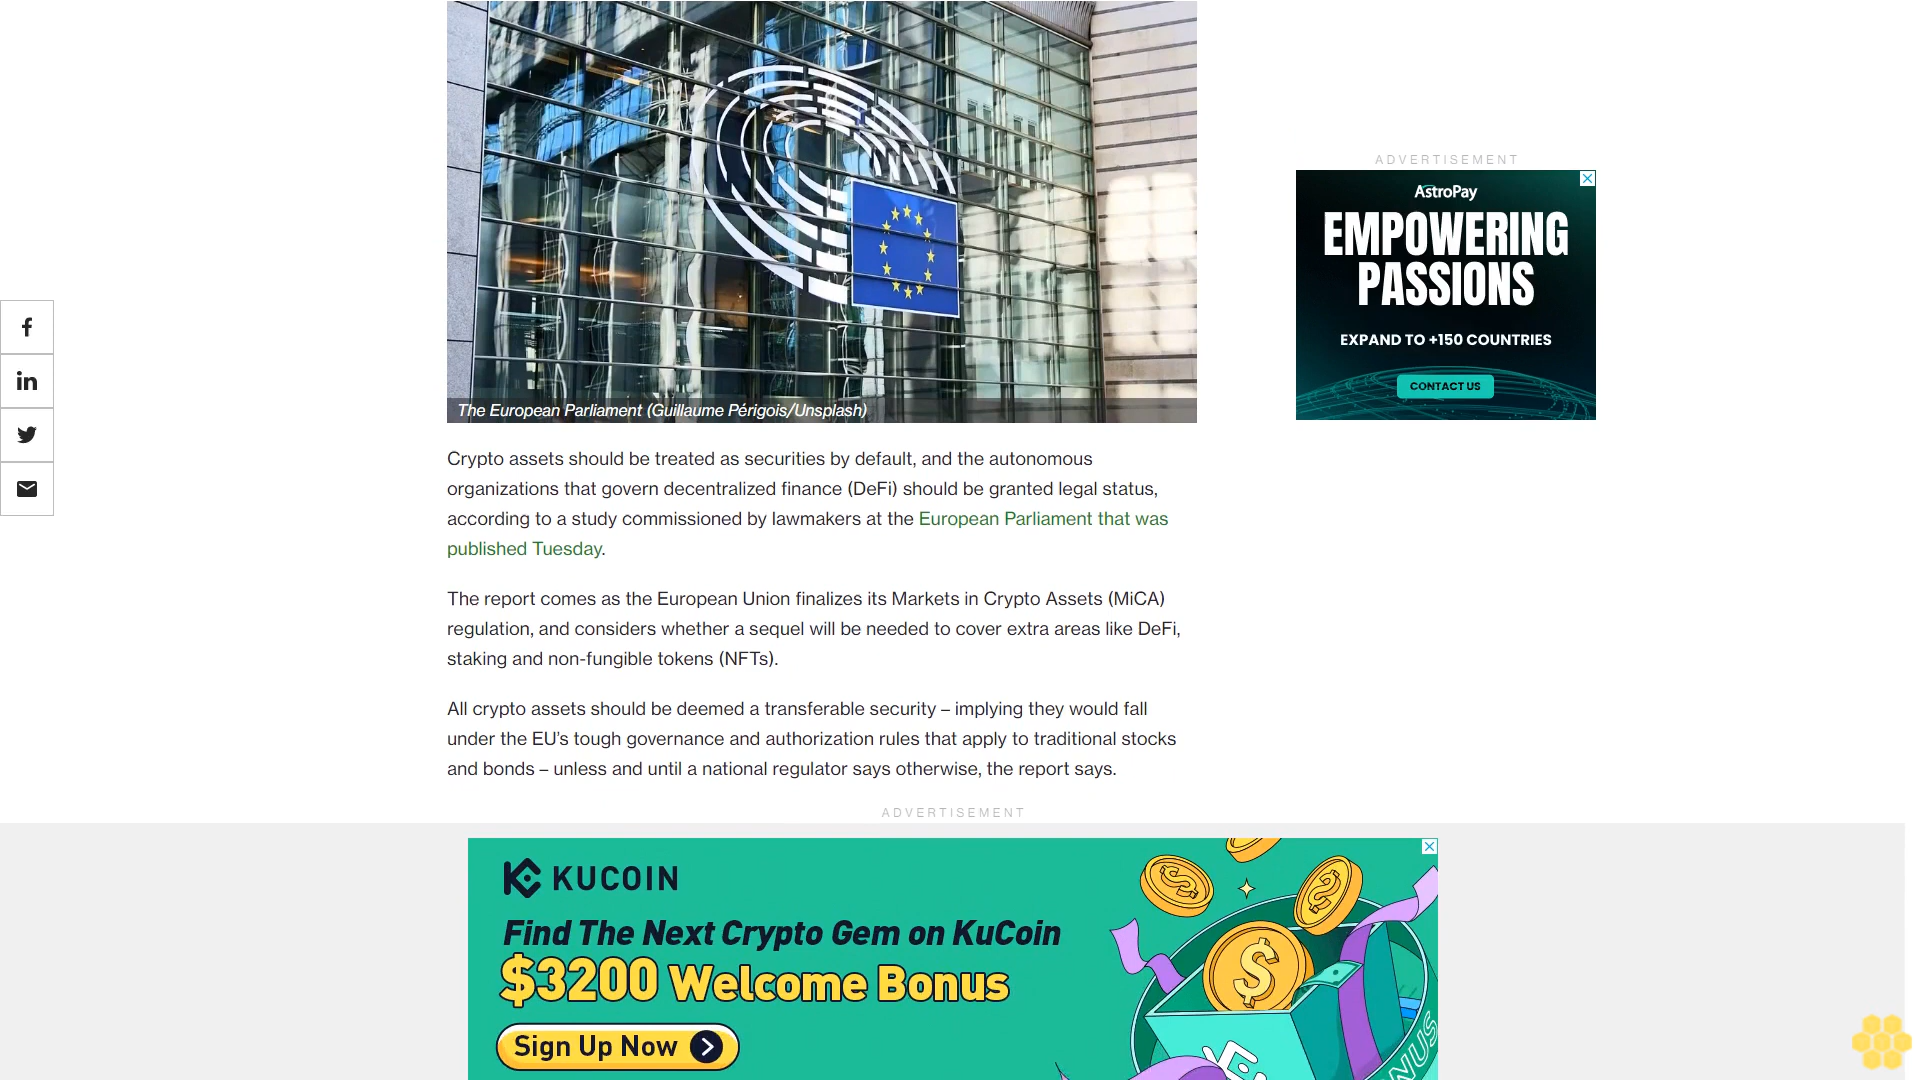 The European Parliament (Guillaume Périgois/Unsplash)
ADVERTISEMENT
AstroPay
EMPOWERING
PASSIONS
EXPAND TO +150 COUNTRIES
CONTACT US
Crypto assets should be treated as securities by default, and the autonomous
organizations that govern decentralized finance (DeFi) should be granted legal status,
according to a study commissioned by lawmakers at the European Parliament that was
published Tuesday.
The report comes as the European Union finalizes its Markets in Crypto Assets (MiCA)
regulation, and considers whether a sequel will be needed to cover extra areas like DeFi,
staking and non-fungible tokens (NFTs).
All crypto assets should be deemed a transferable security – implying they would fall
under the EU’s tough governance and authorization rules that apply to traditional stocks
and bonds – unless and until a national regulator says otherwise, the report says.
ADVERTISEMENT
KUCOIN
Find The Next Crypto Gem on KuCoin
$3200 Welcome Bonus
Sign Up Now